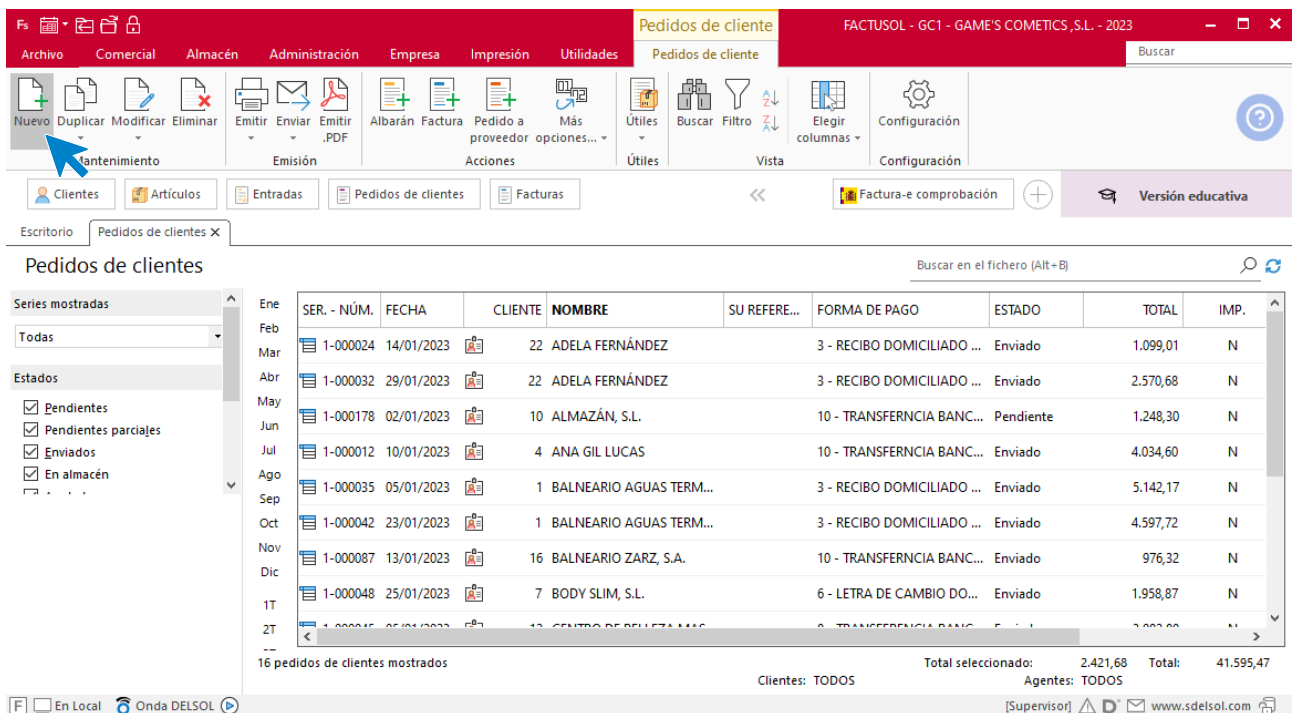 Fs
Pedidos de cliente
FACTUSOL - GC1 - GAME'S COMETICS ,S.L. - 2023
Archivo Comercial Almacén Administración Empresa Impresión Utilidades Pedidos de cliente Buscar
Nuevo Duplicar Modificar Eliminar Emitir Enviar Emitir .PDF Albarán Factura Pedido a proveedor Más opciones... Útiles Buscar Filtro Elegir columnas Configuración
Mantenimiento Emisión Acciones Útiles Vista Configuración
Clientes Artículos Entradas Pedidos de clientes Facturas Factura-e comprobación Versión educativa
Escritorio Pedidos de clientes X
Pedidos de clientes Buscar en el fichero (Alt+B)
Series mostradas
Todas
Estados
Pendientes
Pendientes parciales
Enviados
En almacén
Ene
Feb
Mar
Abr
May
Jun
Jul
Ago
Sep
Oct
Nov
Dic
1T
2T
SER. - NÚM. FECHA CLIENTE NOMBRE SU REFERE... FORMA DE PAGO ESTADO TOTAL IMP.
1-000024 14/01/2023 22 ADELA FERNÁNDEZ 3 - RECIBO DOMICILIADO ... Enviado 1.099,01 N
1-000032 29/01/2023 22 ADELA FERNÁNDEZ 3 - RECIBO DOMICILIADO ... Enviado 2.570,68 N
1-000178 02/01/2023 10 ALMAZÁN, S.L. 10 - TRANSFERNCIA BANC... Pendiente 1.248,30 N
1-000012 10/01/2023 4 ANA GIL LUCAS 10 - TRANSFERNCIA BANC... Enviado 4.034,60 N
1-000035 05/01/2023 1 BALNEARIO AGUAS TERM... 3 - RECIBO DOMICILIADO ... Enviado 5.142,17 N
1-000042 23/01/2023 1 BALNEARIO AGUAS TERM... 3 - RECIBO DOMICILIADO ... Enviado 4.597,72 N
1-000087 13/01/2023 16 BALNEARIO ZARZ, S.A. 10 - TRANSFERNCIA BANC... Enviado 976,32 N
1-000048 25/01/2023 7 BODY SLIM, S.L. 6 - LETRA DE CAMBIO DO... Enviado 1.958,87 N
16 pedidos de clientes mostrados Total seleccionado: 2.421,68 Total: 41.595,47
Clientes: TODOS Agentes: TODOS
F En Local Onda DELSOL [Supervisor] D www.sdelsol.com